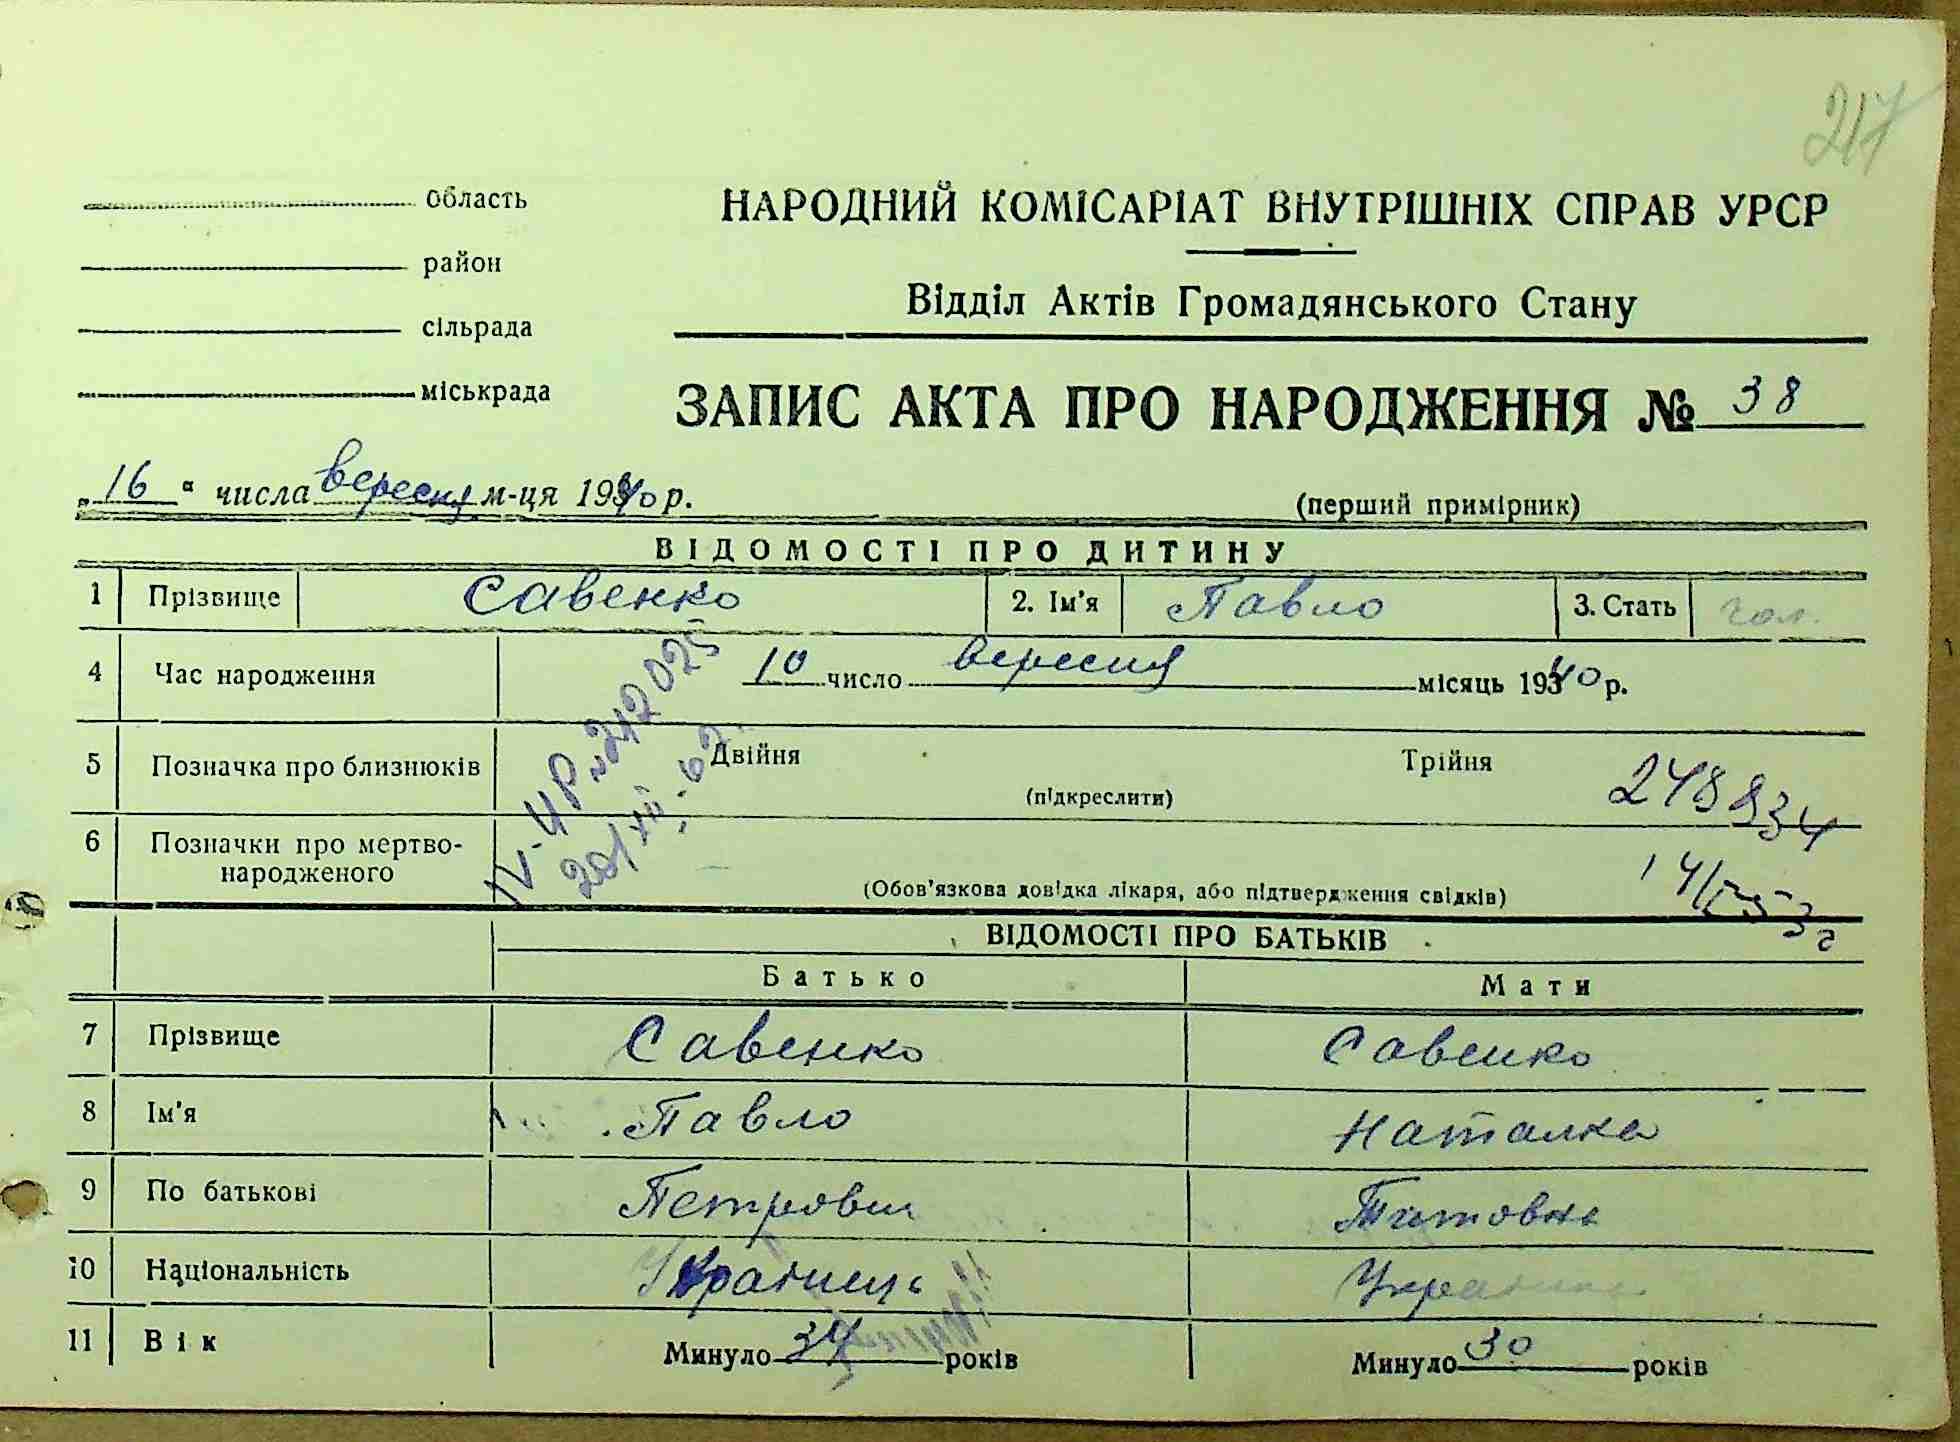 217
область
район
сільрада
міськрада
НАРОДНИЙ КОМІСАРІАТ ВНУТРІШНІХ СПРАВ УРСР
Відділ Актів Громадянського Стану
ЗАПИС АКТА ПРО НАРОДЖЕННЯ № 38
„16“ числа вересня м-ця 1940 р.
(перший примірник)
ВІДОМОСТІ ПРО ДИТИНУ
1 Прізвище Савенко 2. Ім'я Павло 3. Стать чол.
4 Час народження 10 число вересня місяць 1940 р.
IV-УР №212025
5 Позначка про близнюків Двійня Трійня
(підкреслити)
248834
6 Позначки про мертво-
народженого
(Обов'язкова довідка лікаря, або підтвердження свідків)
ВІДОМОСТІ ПРО БАТЬКІВ
Батько Мати
7 Прізвище Савенко Савенко
8 Ім'я Павло Наталка
9 По батькові Петрович Титовна
10 Національність Українець Українка
11 Вік Минуло 34 років Минуло 30 років